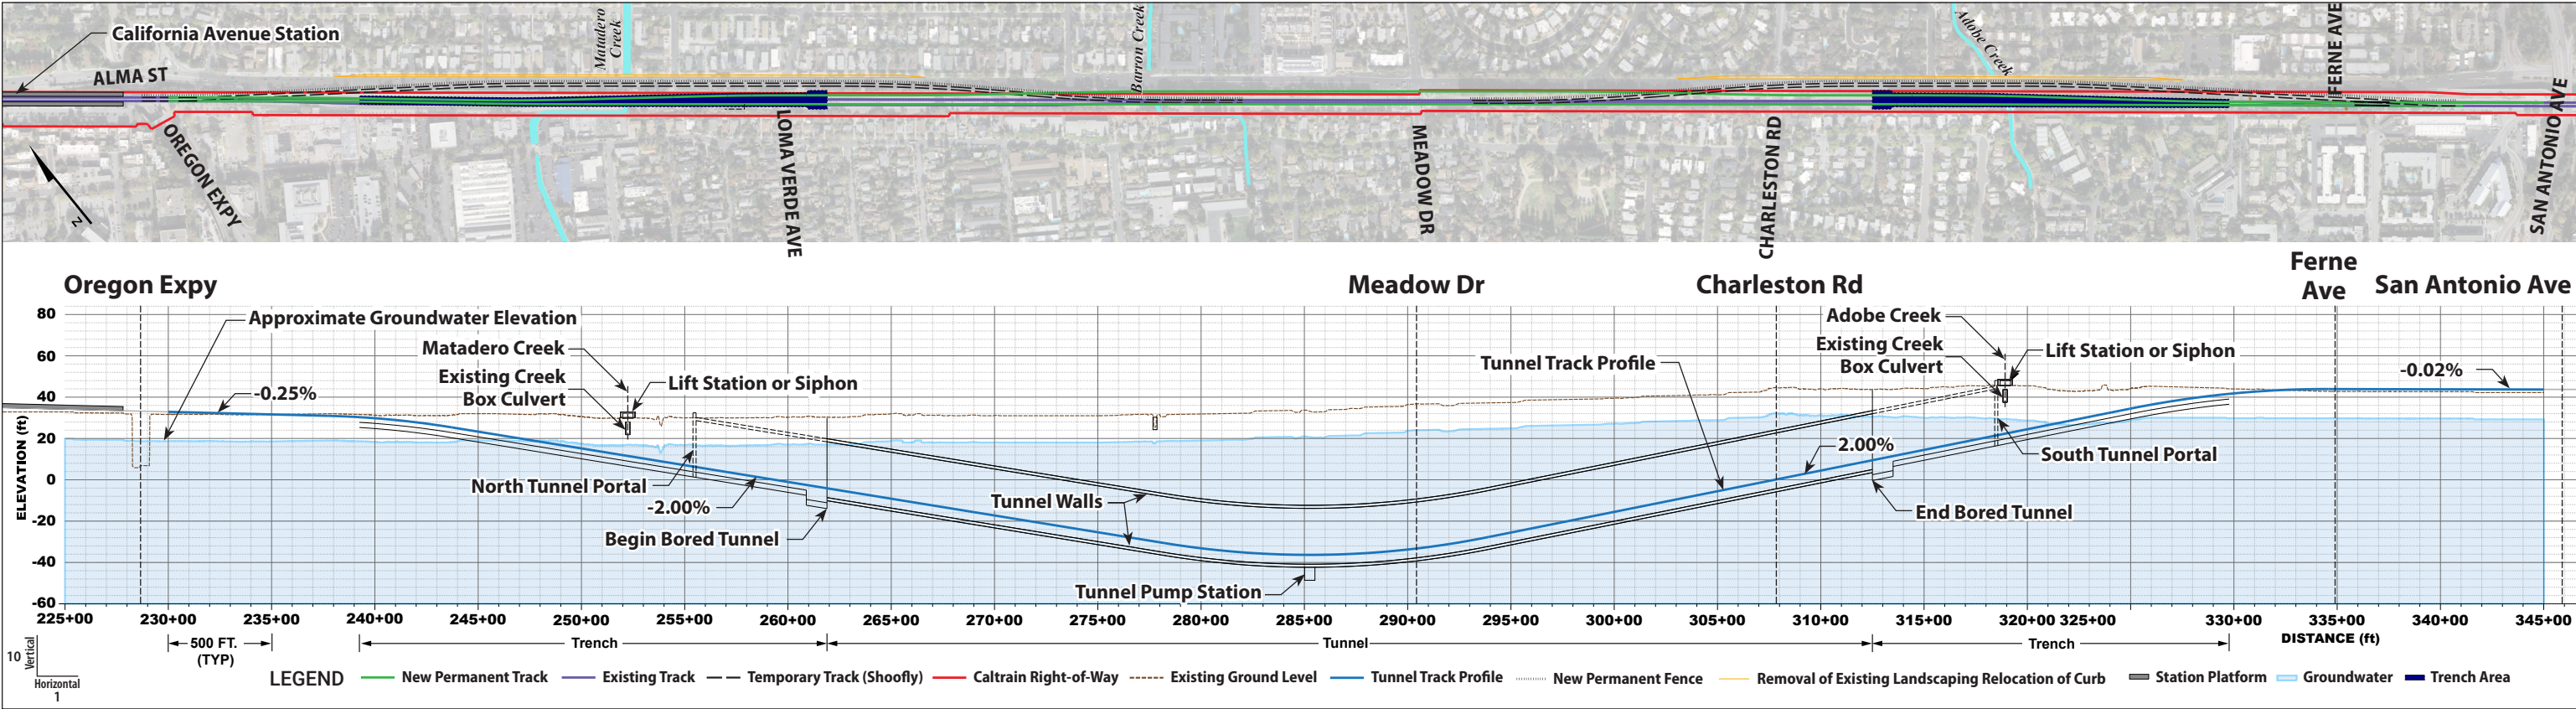 California Avenue Station
ALMA ST
Matadero
Creek
Barron Creek
Adobe Creek
FERNE AVE
OREGON EXPY
LOMA VERDE AVE
MEADOW DR
CHARLESTON RD
SAN ANTONIO AVE
N
Oregon Expy
Meadow Dr
Charleston Rd
Ferne
Ave
San Antonio Ave
80
60
40
20
0
-20
-40
-60
ELEVATION (ft)
Approximate Groundwater Elevation
-0.25%
Matadero Creek
Existing Creek
Box Culvert
Lift Station or Siphon
North Tunnel Portal
-2.00%
Begin Bored Tunnel
Tunnel Walls
Tunnel Pump Station
Tunnel Track Profile
2.00%
Adobe Creek
Existing Creek
Box Culvert
Lift Station or Siphon
South Tunnel Portal
End Bored Tunnel
-0.02%
225+00 230+00 235+00 240+00 245+00 250+00 255+00 260+00 265+00 270+00 275+00 280+00 285+00 290+00 295+00 300+00 305+00 310+00 315+00 320+00 325+00 330+00 335+00 340+00 345+00
DISTANCE (ft)
500 FT.
(TYP)
Trench
Tunnel
Trench
10
Vertical
Horizontal
1
LEGEND
New Permanent Track
Existing Track
Temporary Track (Shoofly)
Caltrain Right-of-Way
Existing Ground Level
Tunnel Track Profile
New Permanent Fence
Removal of Existing Landscaping Relocation of Curb
Station Platform
Groundwater
Trench Area